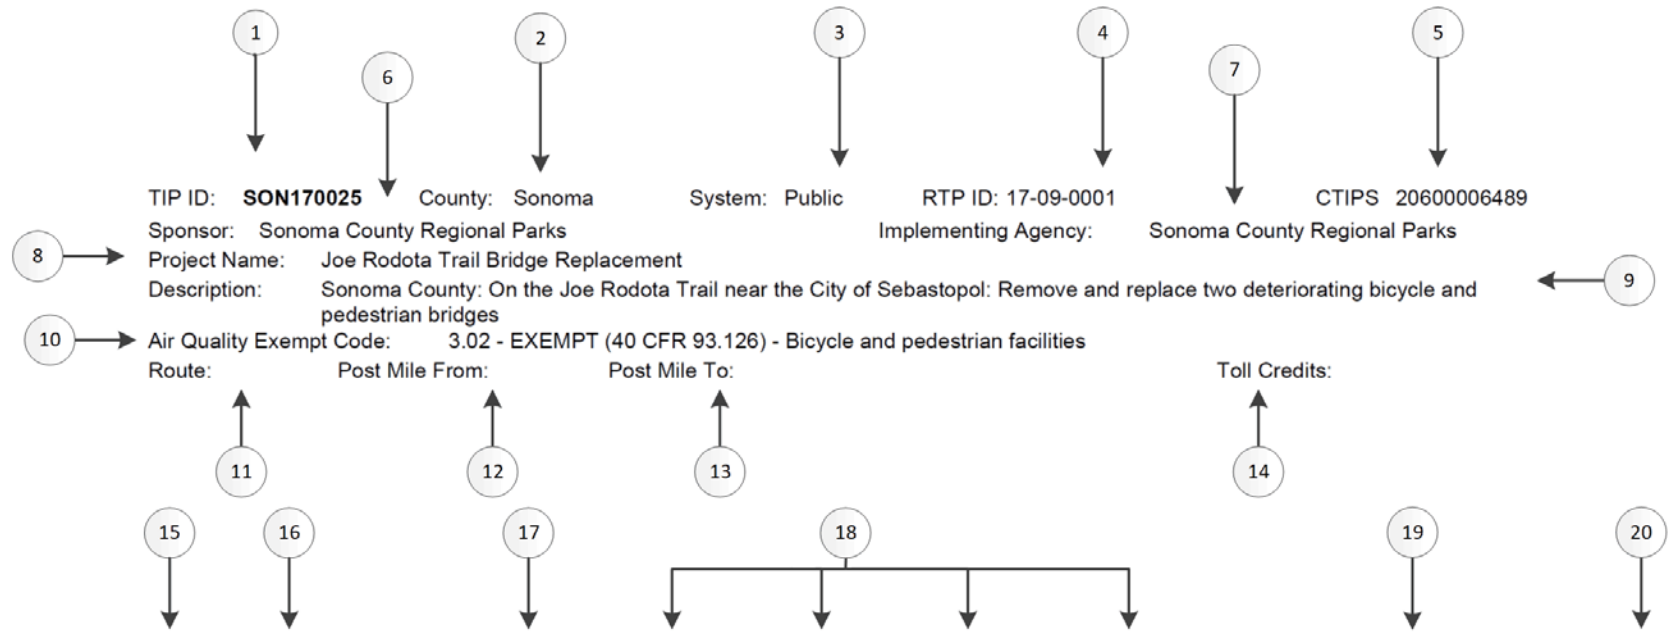 1 2 3 4 5
6 7
TIP ID: SON170025 County: Sonoma System: Public RTP ID: 17-09-0001 CTIPS 20600006489
Sponsor: Sonoma County Regional Parks Implementing Agency: Sonoma County Regional Parks
8 Project Name: Joe Rodota Trail Bridge Replacement
Description: Sonoma County: On the Joe Rodota Trail near the City of Sebastopol: Remove and replace two deteriorating bicycle and 9
pedestrian bridges
10 Air Quality Exempt Code: 3.02 - EXEMPT (40 CFR 93.126) - Bicycle and pedestrian facilities
Route: Post Mile From: Post Mile To: Toll Credits:
11 12 13 14
15 16 17 18 19 20